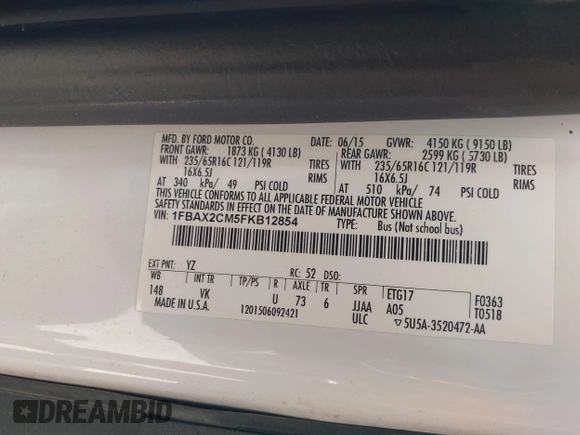 MFD. BY FORD MOTOR CO. DATE 06/15 GVWR: 4150 KG (9150 LB)
FRONT GAWR: 1873 KG (4130 LB) REAR GAWR: 2599 KG (5730 LB)
WITH 235/65R16C 121/119R TIRES WITH 235/65R16C 121/119R TIRES
16X6.5J RIMS 16X6.5J RIMS
AT 340 kPa/ 49 PSI COLD AT 510 kPa/ 74 PSI COLD
THIS VEHICLE CONFORMS TO ALL APPLICABLE FEDERAL MOTOR VEHICLE
SAFETY STANDARDS IN EFFECT ON THE DATE OF MANUFACTURE SHOWN ABOVE.
1FBAX2CM5FKB12854 TYPE: Bus (Not school bus)
EXT PNT: YZ RC: 52 DSO:
WB INT TR TP/PS R AXLE TR SPR ETG17 F0363
148 VK U 73 6 JJAA A05 T0518
MADE IN U.S.A. 1201506092421 ULC ▽5U5A-3520472-AA
DREAMBID